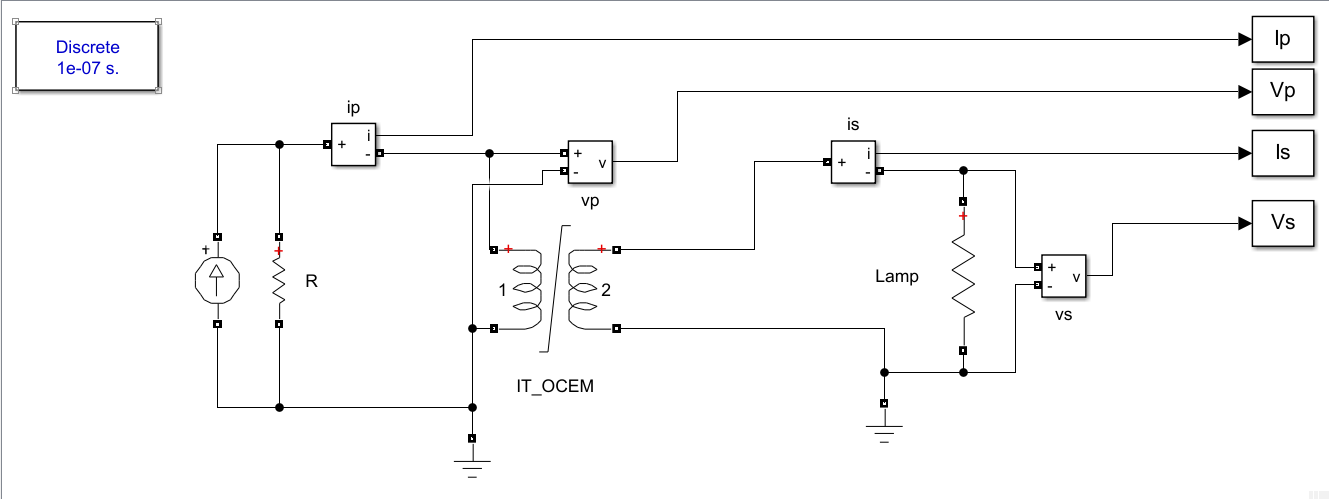 Discrete
1e-07 s.
Ip
Vp
Is
Vs
ip
+
i
-
+
-
v
vp
is
+
i
-
+
+
R
+
+
1
2
IT_OCEM
+
Lamp
+
-
v
vs